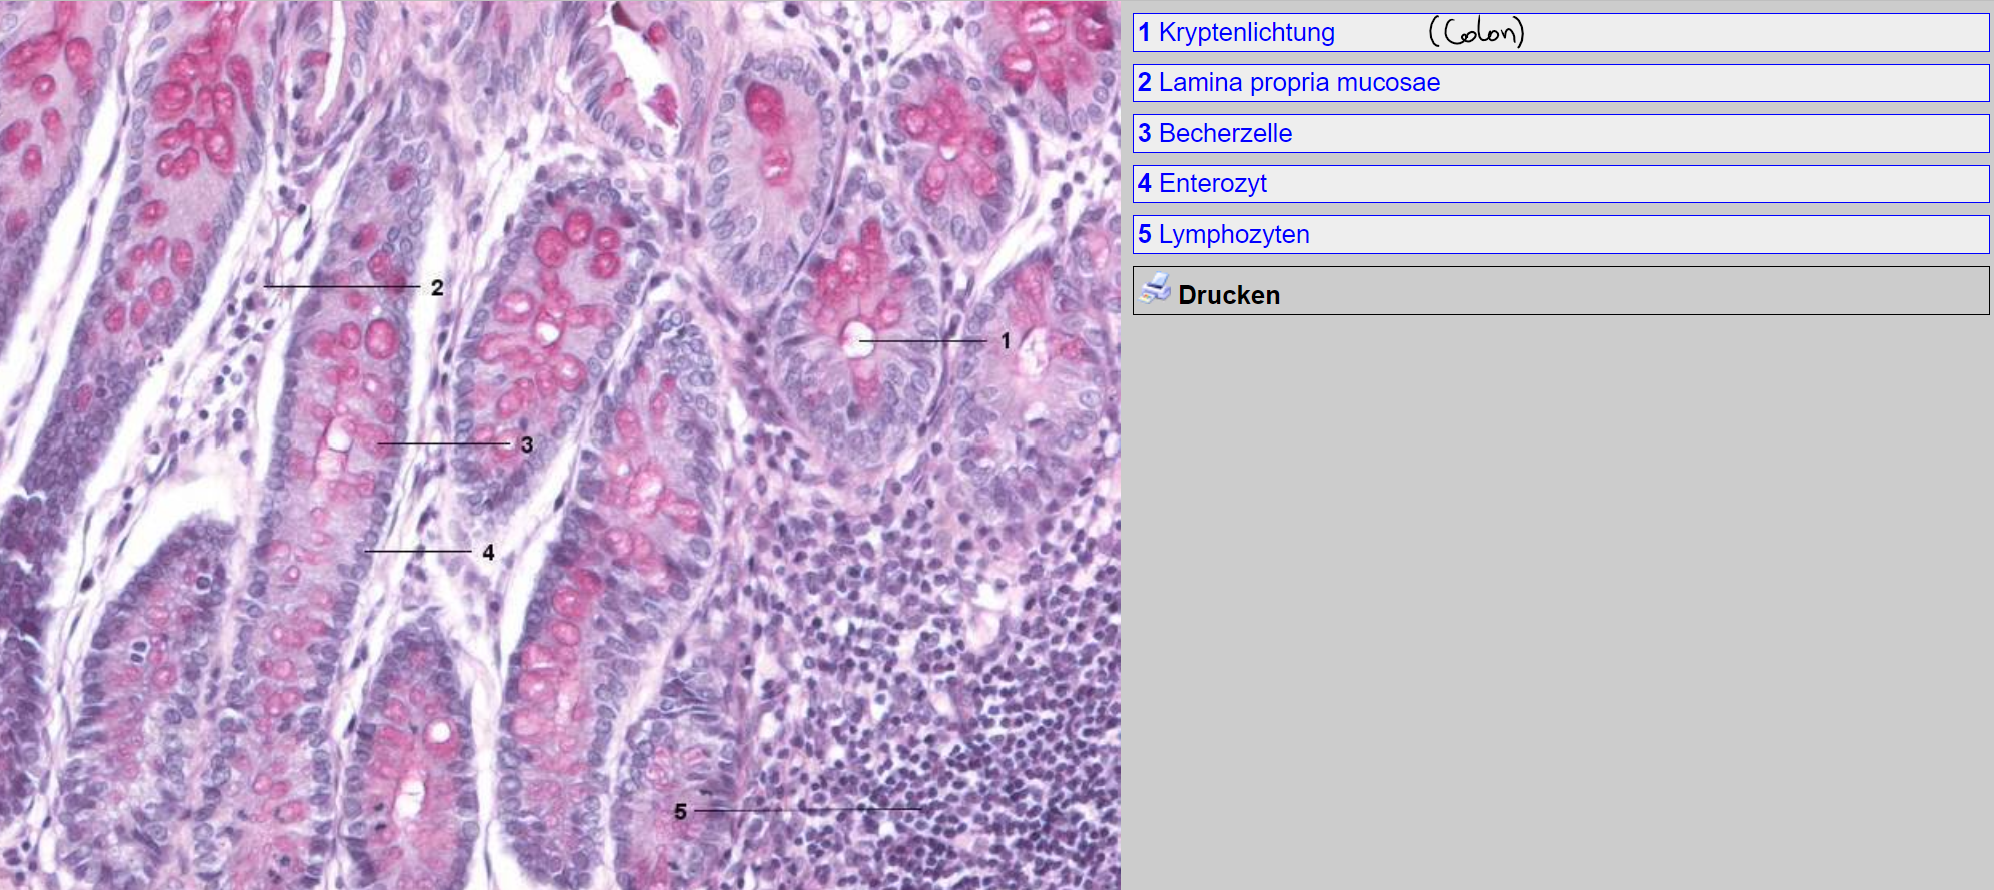 1 Kryptenlichtung (Colon)
2 Lamina propria mucosae
3 Becherzelle
4 Enterozyt
5 Lymphozyten
Drucken
2
1
3
4
5